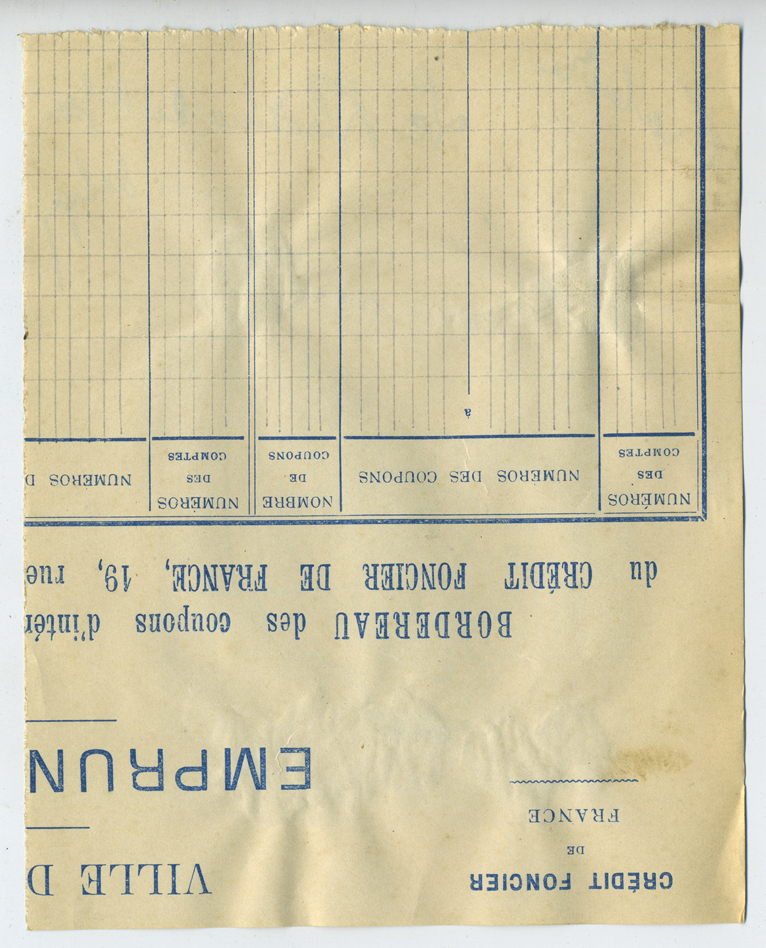 CRÉDIT FONCIER
DE
FRANCE
VILLE D
EMPRUN
BORDEREAU des coupons d'intér
du CRÉDIT FONCIER DE FRANCE, 19, rue
NUMÉROS
DES
COMPTES
NUMÉROS DES COUPONS
NOMBRE
DE
COUPONS
NUMÉROS
DES
COMPTES
NUMÉROS D
à